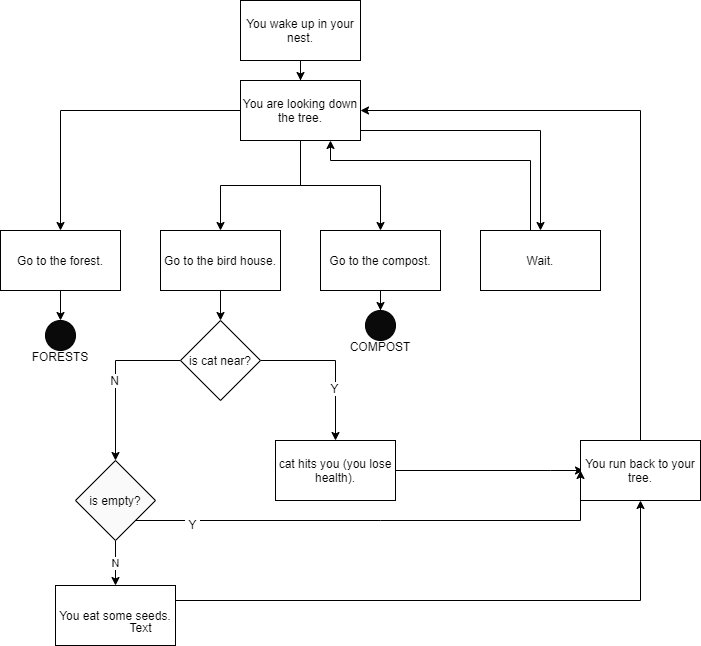 You wake up in your
nest.
You are looking down
the tree.
Go to the forest.
Go to the bird house.
Go to the compost.
Wait.
FORESTS
COMPOST
is cat near?
N
Y
cat hits you (you lose
health).
You run back to your
tree.
is empty?
Y
N
You eat some seeds.
Text